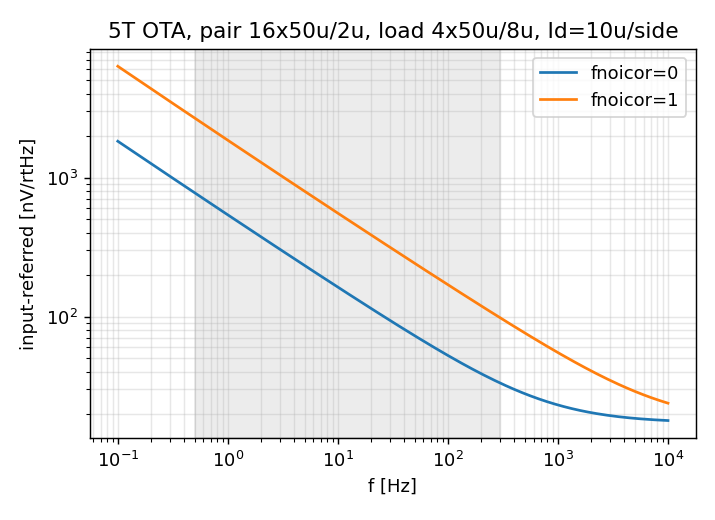 5T OTA, pair 16x50u/2u, load 4x50u/8u, Id=10u/side
fnoicor=0
fnoicor=1
input-referred [nV/rtHz]
10³
10²
10⁻¹ 10⁰ 10¹ 10² 10³ 10⁴
f [Hz]